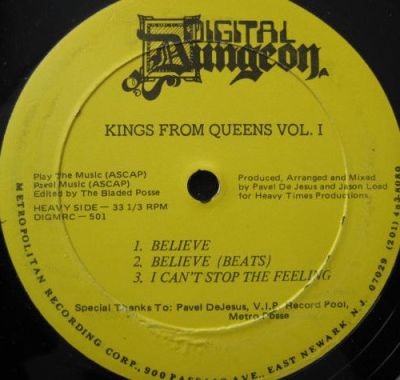 DIGITAL
Dungeon
KINGS FROM QUEENS VOL. I
Play The Music (ASCAP)
Pavel Music (ASCAP)
Edited by The Bladed Posse
HEAVY SIDE — 33 1/3 RPM
DIGMRC — 501
Produced, Arranged and Mixed
by Pavel De Jesus and Jason Load
for Heavy Times Productions
1. BELIEVE
2. BELIEVE (BEATS)
3. I CAN'T STOP THE FEELING
Special Thanks To: Pavel DeJesus, V.I.P. Record Pool,
Metro Posse
METROPOLITAN RECORDING CORP., 900 AVE., EAST NEWARK, N.J. 07029 (201) 483-8080